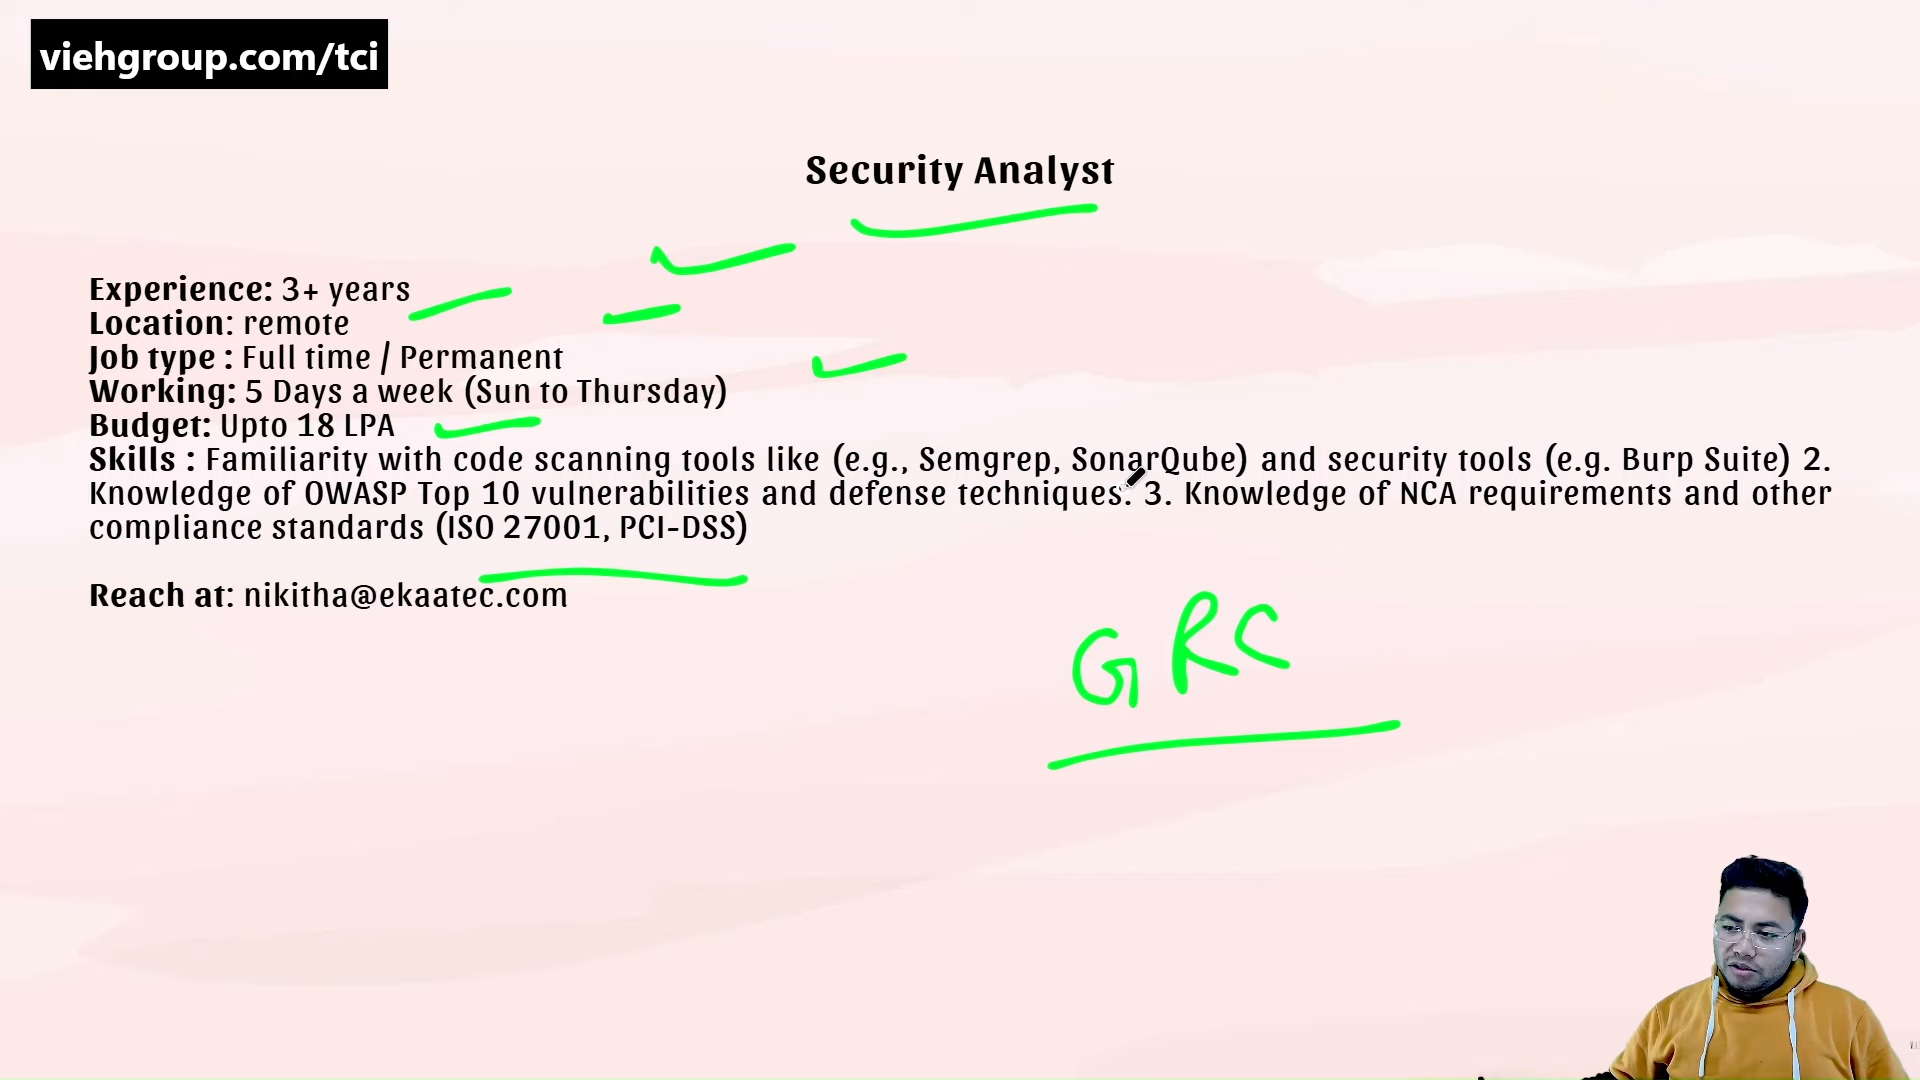 viehgroup.com/tci
Security Analyst
Experience: 3+ years
Location: remote
Job type : Full time / Permanent
Working: 5 Days a week (Sun to Thursday)
Budget: Upto 18 LPA
Skills : Familiarity with code scanning tools like (e.g., Semgrep, SonarQube) and security tools (e.g. Burp Suite) 2.
Knowledge of OWASP Top 10 vulnerabilities and defense techniques. 3. Knowledge of NCA requirements and other
compliance standards (ISO 27001, PCI-DSS)
Reach at: nikitha@ekaatec.com
GRC